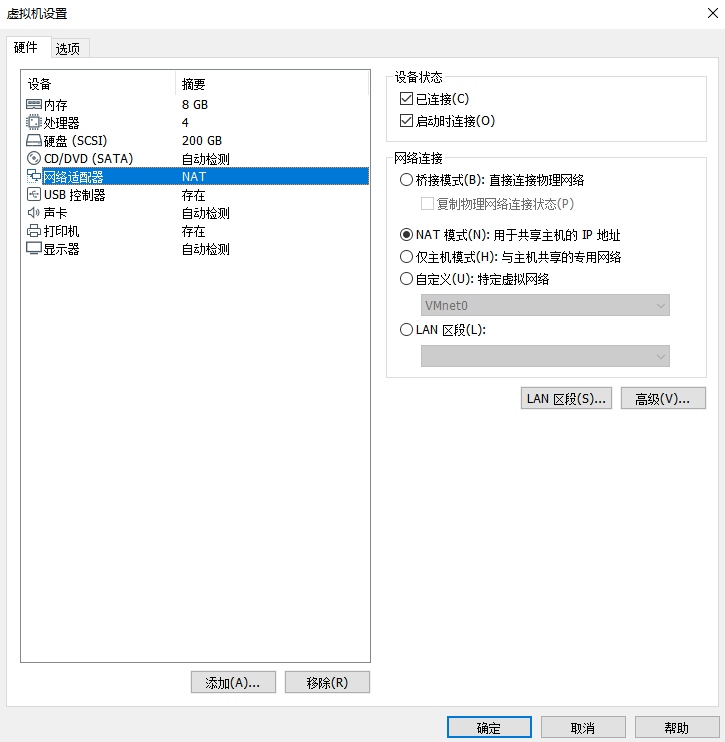 虚拟机设置
硬件 选项
设备 摘要
内存 8 GB
处理器 4
硬盘 (SCSI) 200 GB
CD/DVD (SATA) 自动检测
网络适配器 NAT
USB 控制器 存在
声卡 自动检测
打印机 存在
显示器 自动检测
添加(A)... 移除(R)
设备状态
已连接(C)
启动时连接(O)
网络连接
桥接模式(B): 直接连接物理网络
复制物理网络连接状态(P)
NAT 模式(N): 用于共享主机的 IP 地址
仅主机模式(H): 与主机共享的专用网络
自定义(U): 特定虚拟网络
VMnet0
LAN 区段(L):
LAN 区段(S)... 高级(V)...
确定 取消 帮助